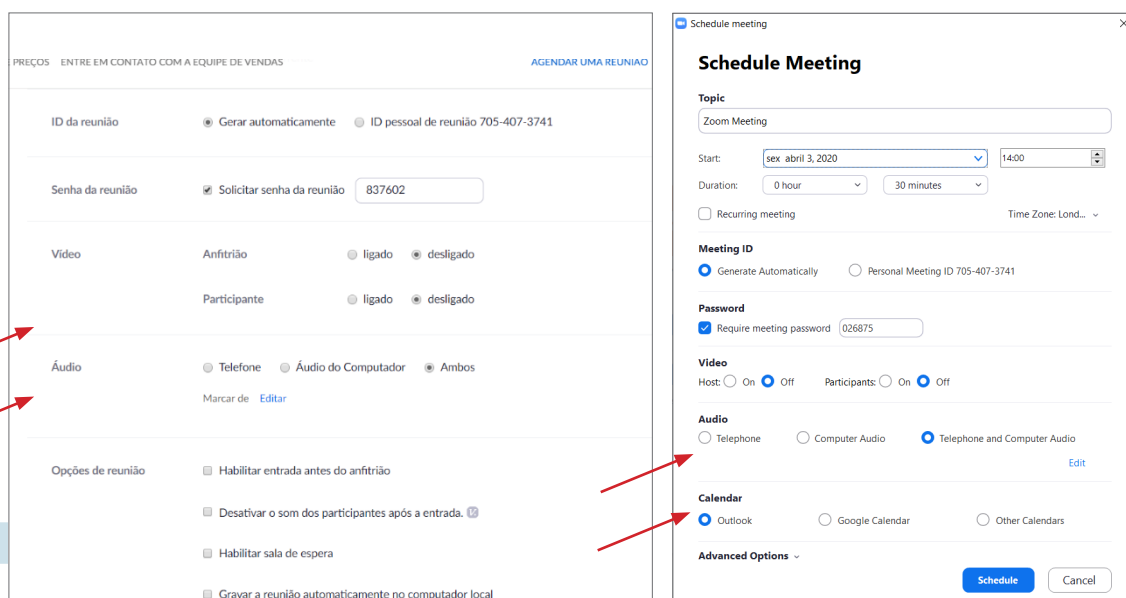 PREÇOS ENTRE EM CONTATO COM A EQUIPE DE VENDAS AGENDAR UMA REUNIAO
ID da reunião Gerar automaticamente ID pessoal de reunião 705-407-3741
Senha da reunião Solicitar senha da reunião 837602
Vídeo Anfitrião ligado desligado
Participante ligado desligado
Áudio Telefone Áudio do Computador Ambos
Marcar de Editar
Opções de reunião Habilitar entrada antes do anfitrião
Desativar o som dos participantes após a entrada.
Habilitar sala de espera
Gravar a reunião automaticamente no computador local
Schedule meeting
Schedule Meeting
Topic
Zoom Meeting
Start: sex abril 3, 2020 14:00
Duration: 0 hour 30 minutes
Recurring meeting Time Zone: Lond...
Meeting ID
Generate Automatically Personal Meeting ID 705-407-3741
Password
Require meeting password 026875
Video
Host: On Off Participants: On Off
Audio
Telephone Computer Audio Telephone and Computer Audio
Edit
Calendar
Outlook Google Calendar Other Calendars
Advanced Options
Schedule Cancel